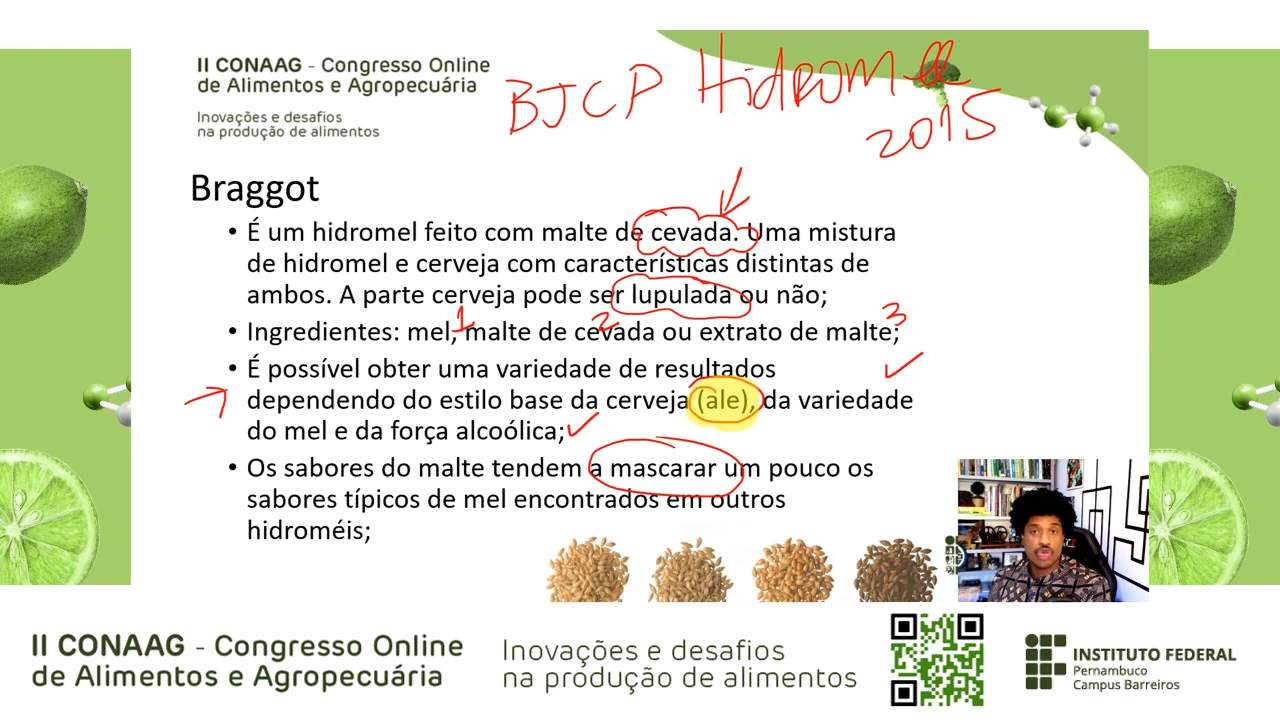 II CONAAG - Congresso Online
de Alimentos e Agropecuária
Inovações e desafios
na produção de alimentos
BJCP Hidromel
2015
Braggot
• É um hidromel feito com malte de cevada. Uma mistura
de hidromel e cerveja com características distintas de
ambos. A parte cerveja pode ser lupulada ou não;
1 2 3
• Ingredientes: mel, malte de cevada ou extrato de malte;
• É possível obter uma variedade de resultados
dependendo do estilo base da cerveja (ale), da variedade
do mel e da força alcoólica;
• Os sabores do malte tendem a mascarar um pouco os
sabores típicos de mel encontrados em outros
hidroméis;
II CONAAG - Congresso Online
de Alimentos e Agropecuária
Inovações e desafios
na produção de alimentos
INSTITUTO FEDERAL
Pernambuco
Campus Barreiros